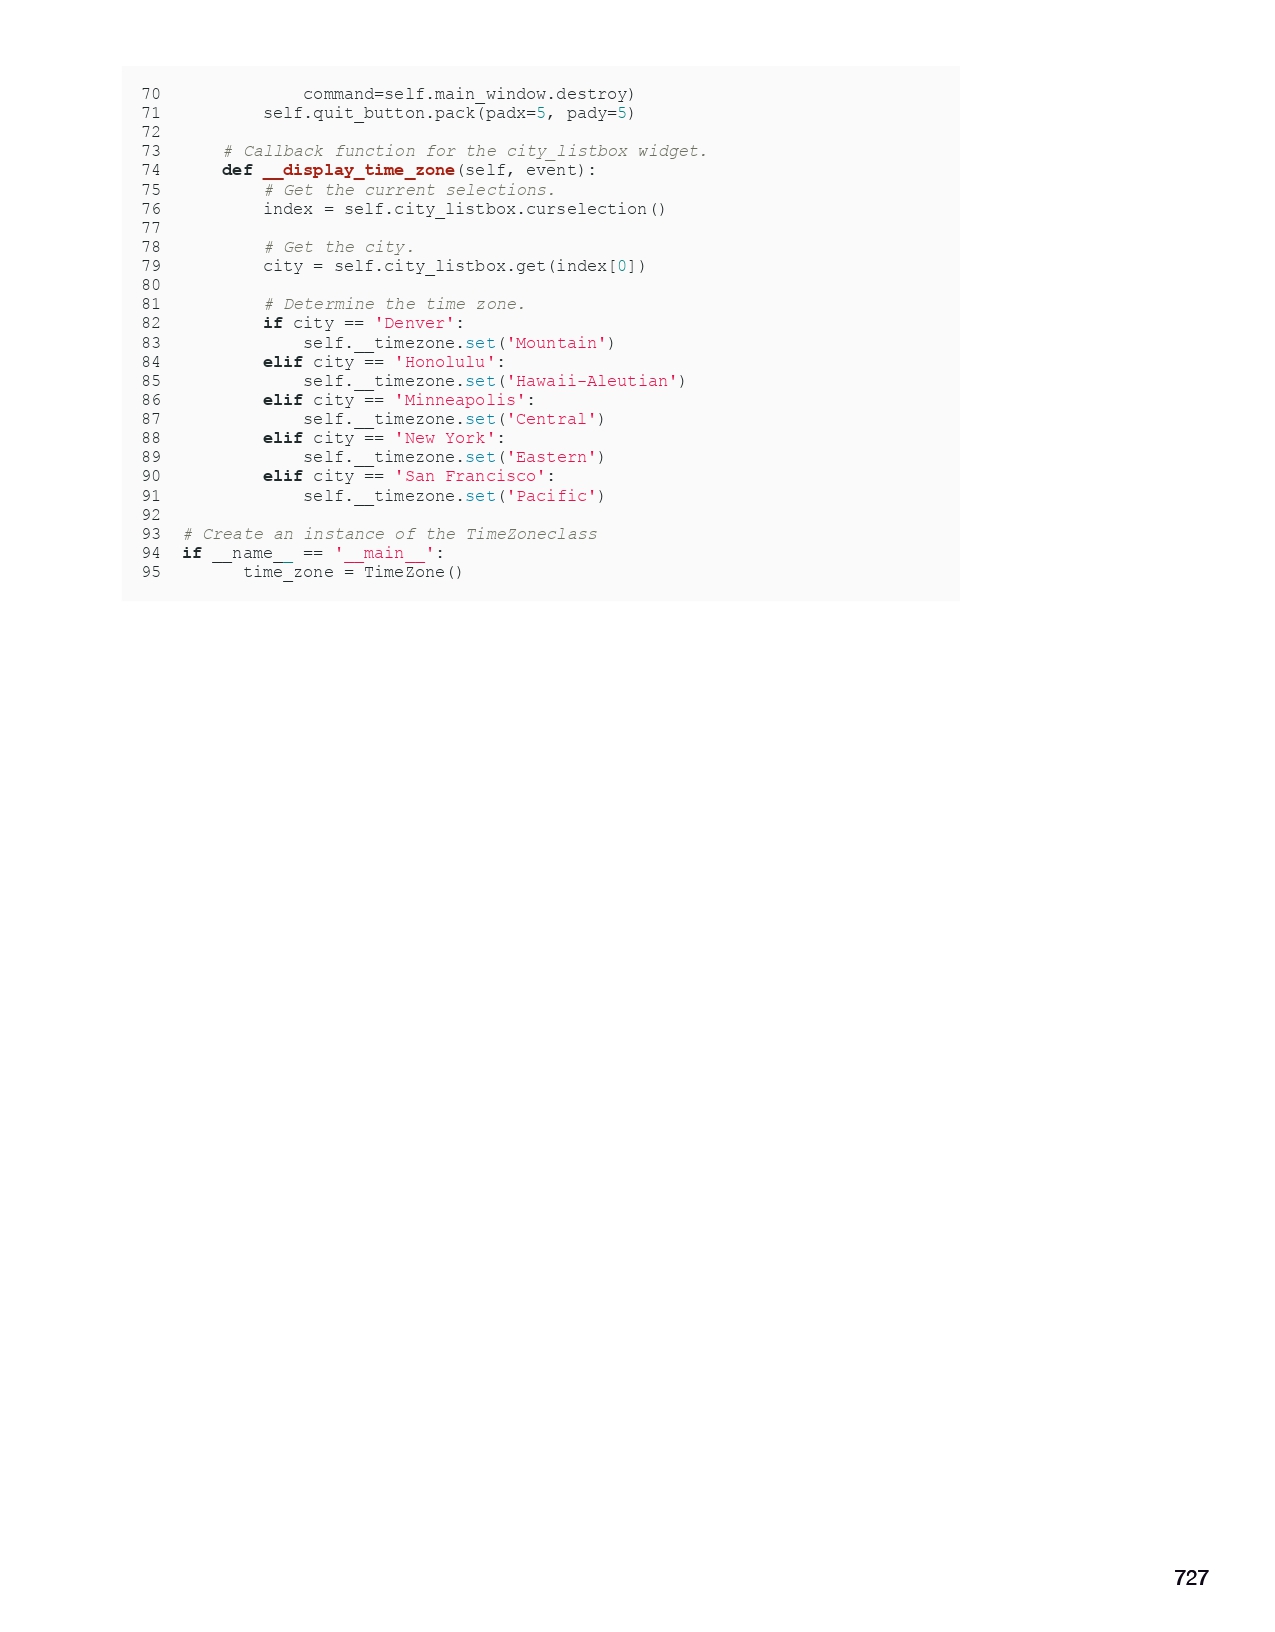 70              command=self.main_window.destroy)
71          self.quit_button.pack(padx=5, pady=5)
72
73      # Callback function for the city_listbox widget.
74      def __display_time_zone(self, event):
75          # Get the current selections.
76          index = self.city_listbox.curselection()
77
78          # Get the city.
79          city = self.city_listbox.get(index[0])
80
81          # Determine the time zone.
82          if city == 'Denver':
83              self.__timezone.set('Mountain')
84          elif city == 'Honolulu':
85              self.__timezone.set('Hawaii-Aleutian')
86          elif city == 'Minneapolis':
87              self.__timezone.set('Central')
88          elif city == 'New York':
89              self.__timezone.set('Eastern')
90          elif city == 'San Francisco':
91              self.__timezone.set('Pacific')
92
93  # Create an instance of the TimeZoneclass
94  if __name__ == '__main__':
95        time_zone = TimeZone()
727